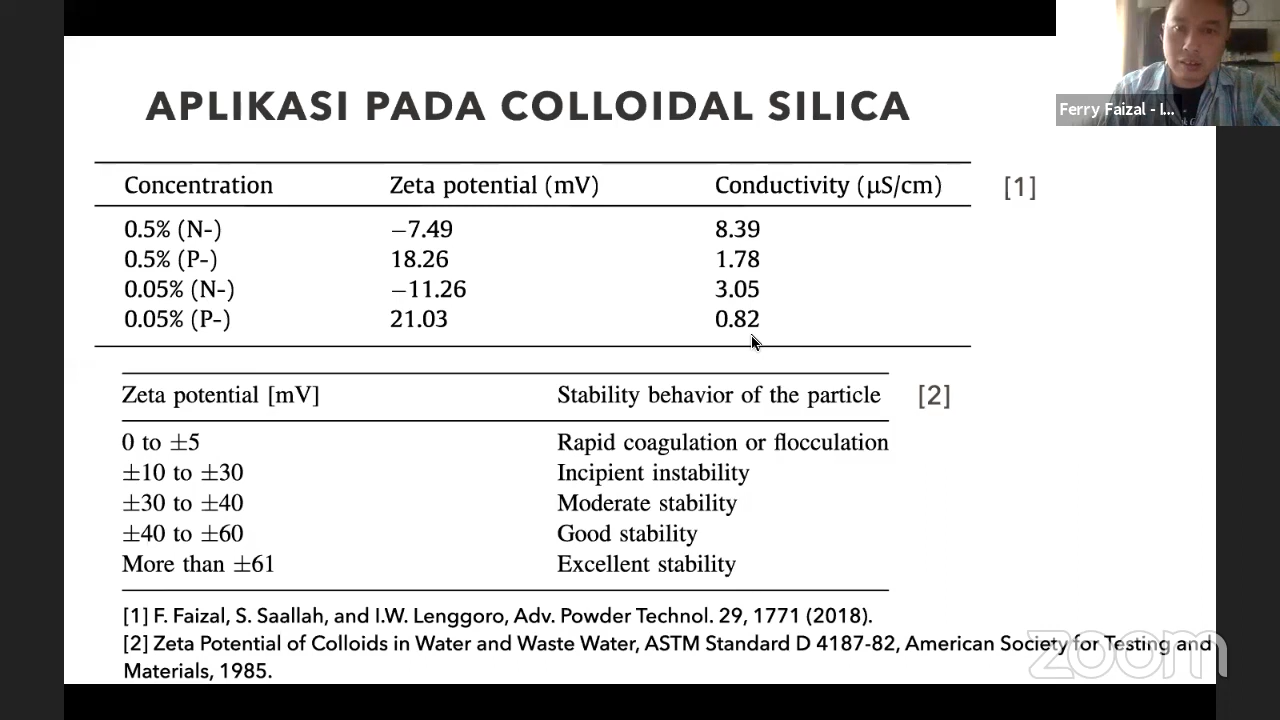 APLIKASI PADA COLLOIDAL SILICA
Ferry Faizal - I...
Concentration Zeta potential (mV) Conductivity (µS/cm) [1]
0.5% (N-) −7.49 8.39
0.5% (P-) 18.26 1.78
0.05% (N-) −11.26 3.05
0.05% (P-) 21.03 0.82
Zeta potential [mV] Stability behavior of the particle [2]
0 to ±5 Rapid coagulation or flocculation
±10 to ±30 Incipient instability
±30 to ±40 Moderate stability
±40 to ±60 Good stability
More than ±61 Excellent stability
[1] F. Faizal, S. Saallah, and I.W. Lenggoro, Adv. Powder Technol. 29, 1771 (2018).
[2] Zeta Potential of Colloids in Water and Waste Water, ASTM Standard D 4187-82, American Society for Testing and
Materials, 1985.
zoom